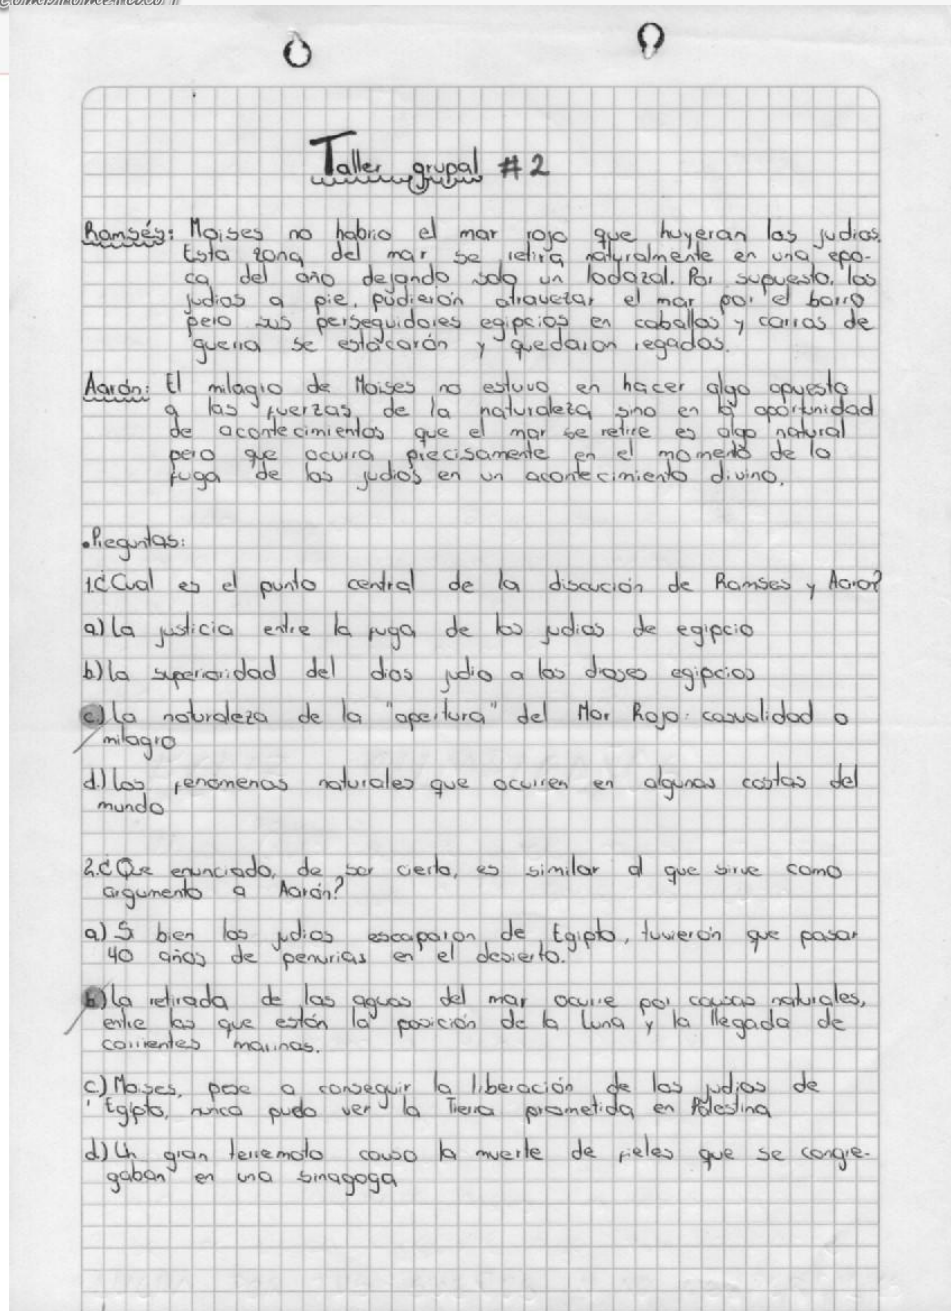 Taller grupal #2
Ramsés: Moises no habrio el mar rojo que huyeran los judios.
Esta zona del mar se retira naturalmente en una epo-
ca del año dejando solo un lodazal. Por supuesto, los
judios a pie, pudierón atravezar el mar por el barro
pero sus perseguidores egipcios en caballos y carros de
guerra se estacarón y quedaron regados.
Aarón: El milagro de Moises no estuvo en hacer algo opuesto
a las fuerzas de la naturaleza sino en la oportunidad
de acontecimientos que el mar se retire es algo natural
pero que ocurra precisamente en el momento de la
fuga de los judios en un acontecimiento divino.
•Preguntas:
1.¿Cual es el punto central de la discución de Ramses y Aaro?
a) la justicia entre la fuga de los judios de egipcio
b) la superioridad del dios judio a los dioses egipcios
c) la naturaleza de la "apertura" del Mar Rojo: casualidad o
milagro
d) los fenomenos naturales que ocurren en algunas costas del
mundo
2.¿Que enunciado, de ser cierto, es similar al que sirve como
argumento a Aarón?
a) Si bien los judios escaparon de Egipto, tuvierón que pasar
40 años de penurias en el desierto.
b) la retirada de las aguas del mar ocurre por causas naturales,
entre las que están la posición de la luna y la llegada de
corrientes marinas.
c) Moises, pese a conseguir la liberación de los judios de
Egipto, nunca pudo ver la Tierra prometida en Palestina
d) Un gran terremoto causo la muerte de fieles que se congre-
gaban en una sinagoga